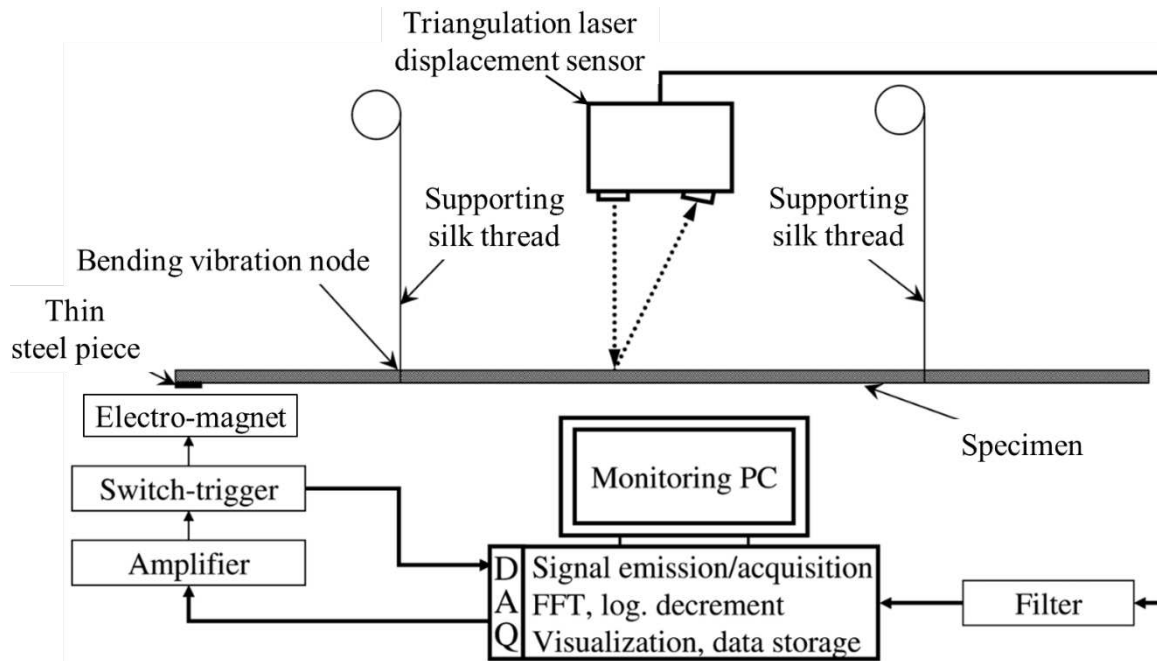 Triangulation laser
displacement sensor
Supporting
silk thread
Supporting
silk thread
Bending vibration node
Thin
steel piece
Electro-magnet
Specimen
Switch-trigger
Monitoring PC
Amplifier
DAQ
Signal emission/acquisition
FFT, log. decrement
Visualization, data storage
Filter